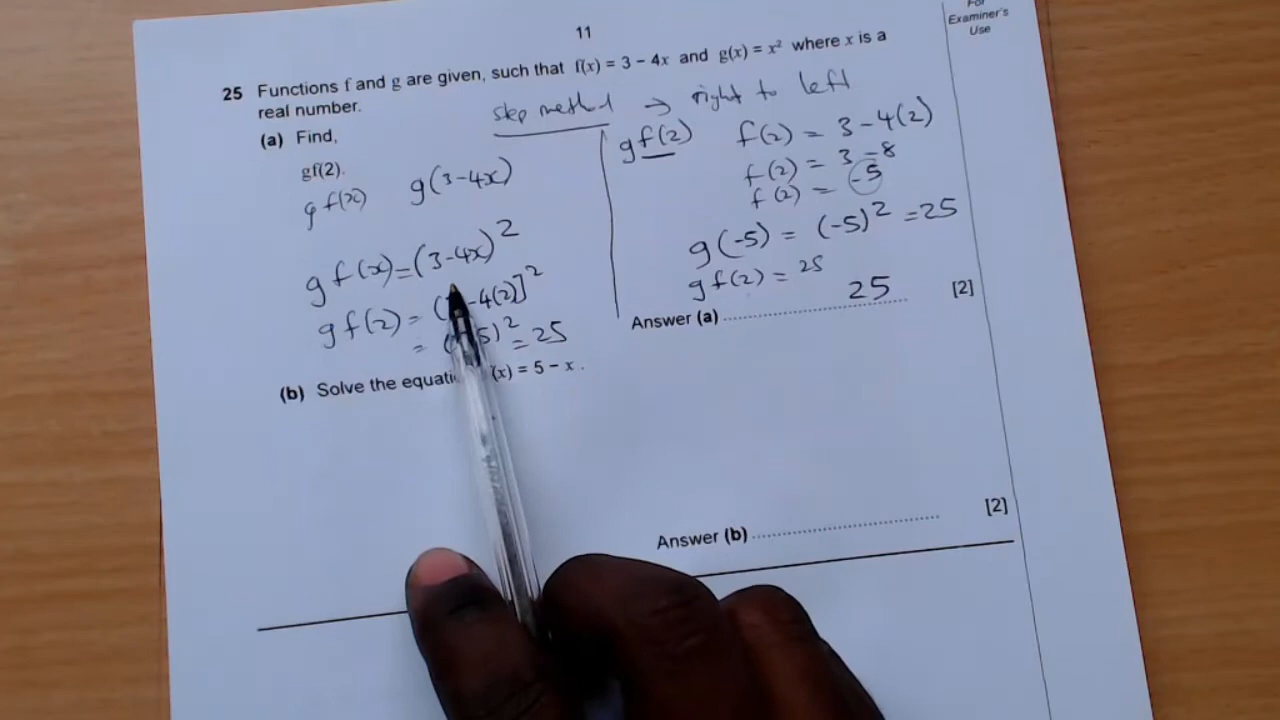 11
For
Examiner's
Use
25 Functions f and g are given, such that f(x) = 3 − 4x and g(x) = x² where x is a
real number.
step method → right to left
(a) Find,
gf(2).
gf(x) g(3-4x)
gf(x)=(3-4x)²
gf(2) = -4(2)]²
= 5)² = 25
gf(2) f(2) = 3-4(2)
f(2) = 3-8
f(2) = -5
g(-5) = (-5)² =25
gf(2) = 25
25
Answer (a) [2]
(b) Solve the (x) = 5 − x.
Answer (b) [2]